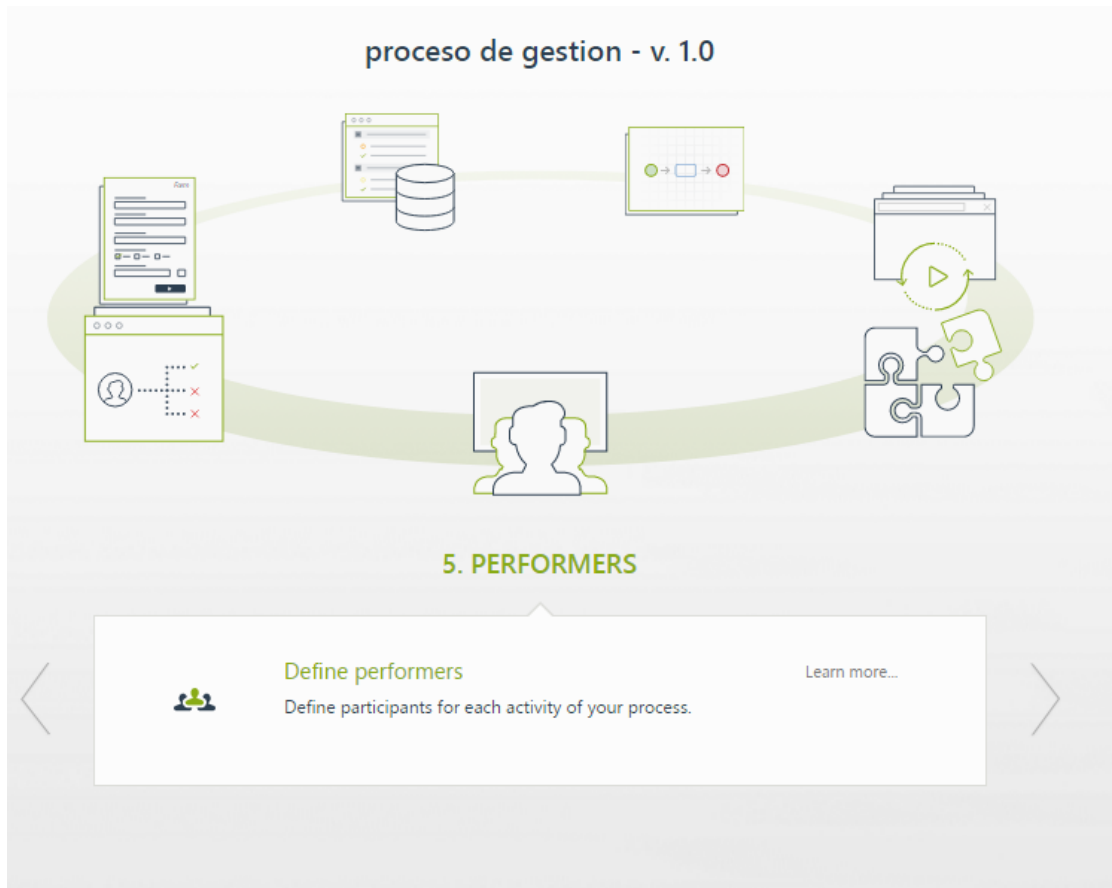 proceso de gestion - v. 1.0
Form
5. PERFORMERS
Define performers
Learn more...
Define participants for each activity of your process.